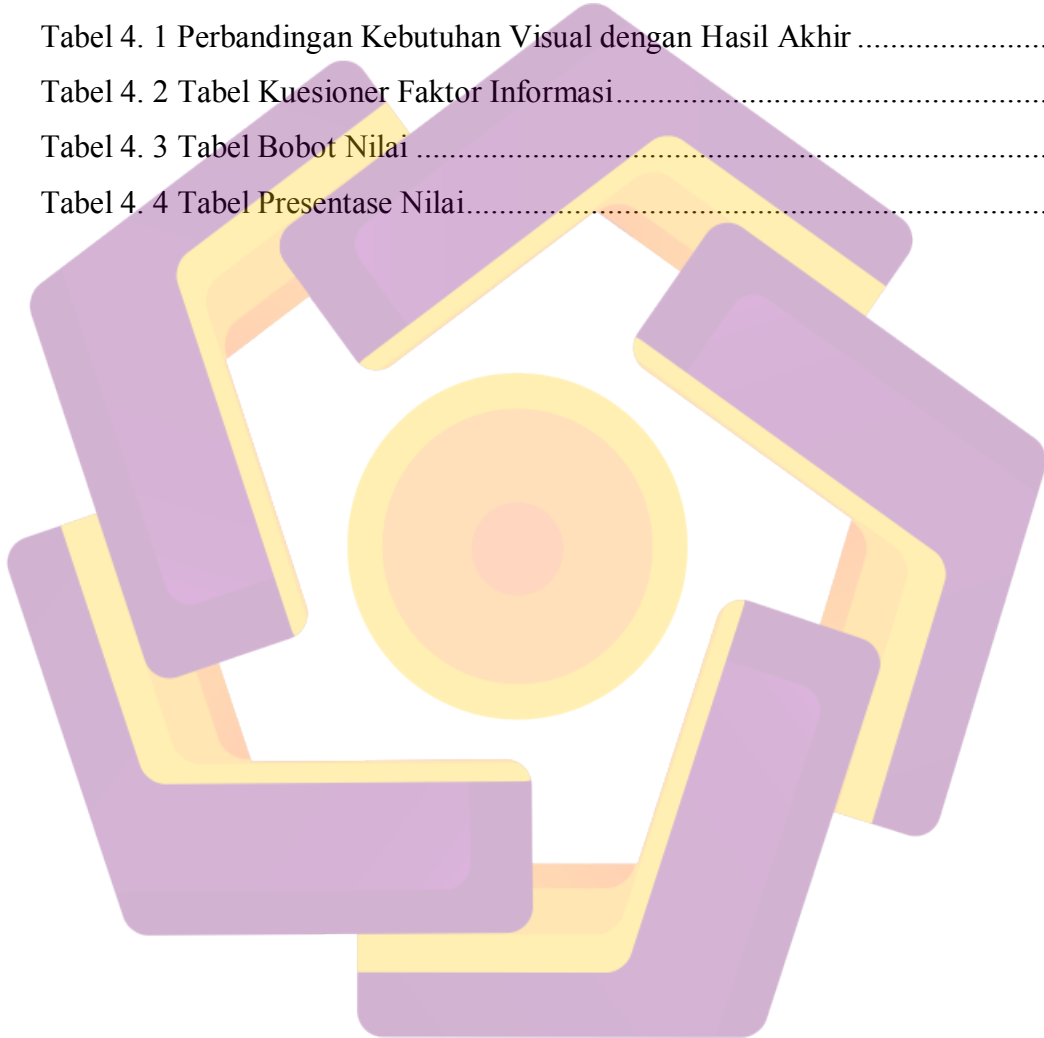 Tabel 4. 1 Perbandingan Kebutuhan Visual dengan Hasil Akhir ......................
Tabel 4. 2 Tabel Kuesioner Faktor Informasi....................................................
Tabel 4. 3 Tabel Bobot Nilai .............................................................................
Tabel 4. 4 Tabel Presentase Nilai.......................................................................